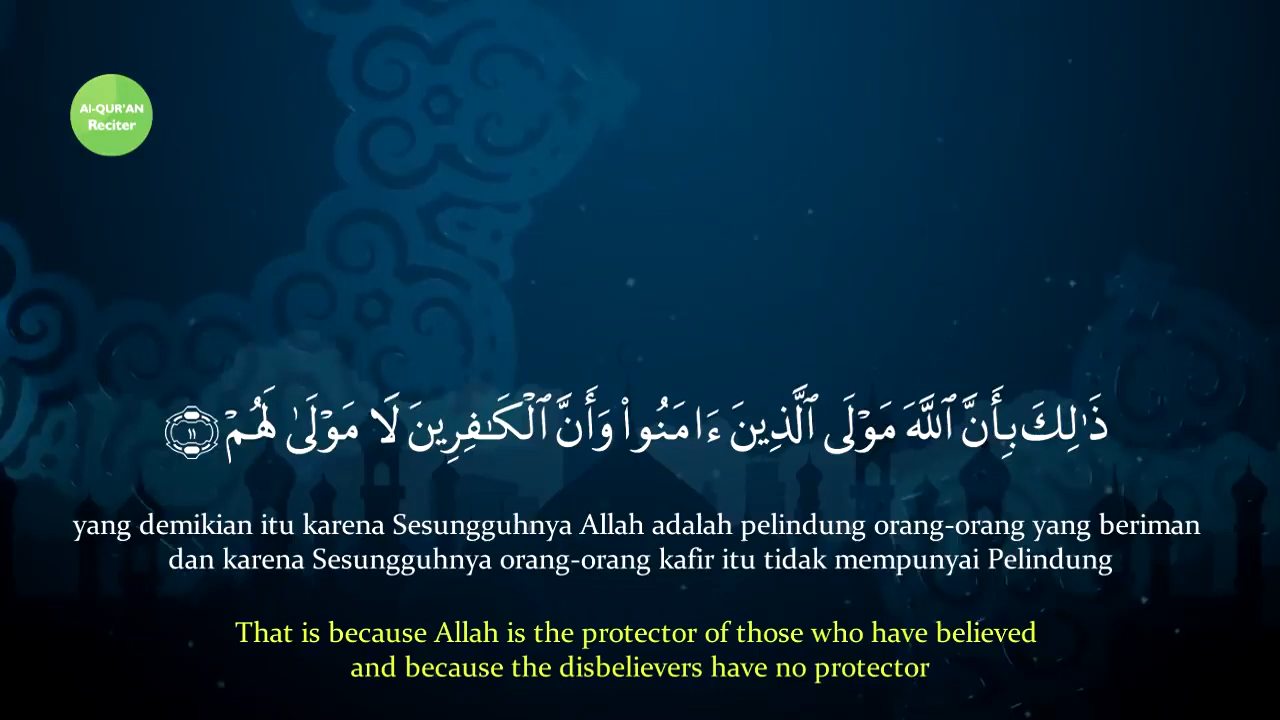 Al-QUR'AN
Reciter
ذَٰلِكَ بِأَنَّ ٱللَّهَ مَوْلَى ٱلَّذِينَ ءَامَنُوا۟ وَأَنَّ ٱلْكَـٰفِرِينَ لَا مَوْلَىٰ لَهُمْ ١١
yang demikian itu karena Sesungguhnya Allah adalah pelindung orang-orang yang beriman
dan karena Sesungguhnya orang-orang kafir itu tidak mempunyai Pelindung
That is because Allah is the protector of those who have believed
and because the disbelievers have no protector